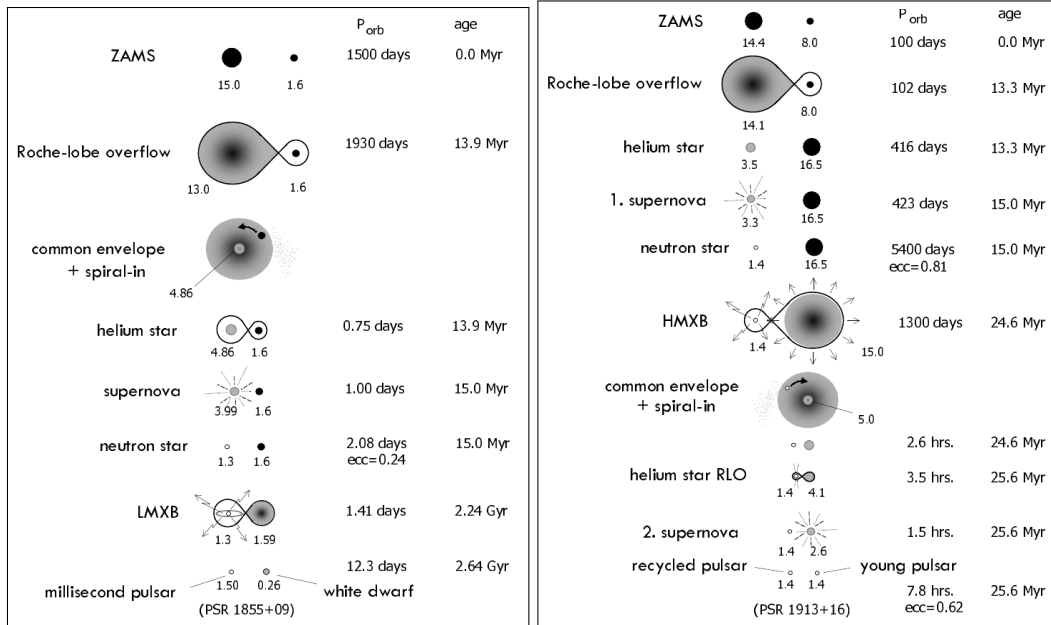 P_orb age
ZAMS 1500 days 0.0 Myr
15.0 1.6
Roche-lobe overflow 1930 days 13.9 Myr
13.0 1.6
common envelope
+ spiral-in
4.86
helium star 0.75 days 13.9 Myr
4.86 1.6
supernova 1.00 days 15.0 Myr
3.99 1.6
neutron star 2.08 days 15.0 Myr
1.3 1.6 ecc=0.24
LMXB 1.41 days 2.24 Gyr
1.3 1.59
12.3 days 2.64 Gyr
1.50 0.26
millisecond pulsar white dwarf
(PSR 1855+09)
P_orb age
ZAMS 100 days 0.0 Myr
14.4 8.0
Roche-lobe overflow 102 days 13.3 Myr
8.0
14.1
helium star 416 days 13.3 Myr
3.5 16.5
1. supernova 423 days 15.0 Myr
3.3 16.5
neutron star 5400 days 15.0 Myr
1.4 16.5 ecc=0.81
HMXB 1300 days 24.6 Myr
1.4 15.0
common envelope
+ spiral-in
5.0
2.6 hrs. 24.6 Myr
helium star RLO 3.5 hrs. 25.6 Myr
1.4 4.1
2. supernova 1.5 hrs. 25.6 Myr
1.4 2.6
recycled pulsar young pulsar
1.4 1.4
7.8 hrs. 25.6 Myr
(PSR 1913+16) ecc=0.62